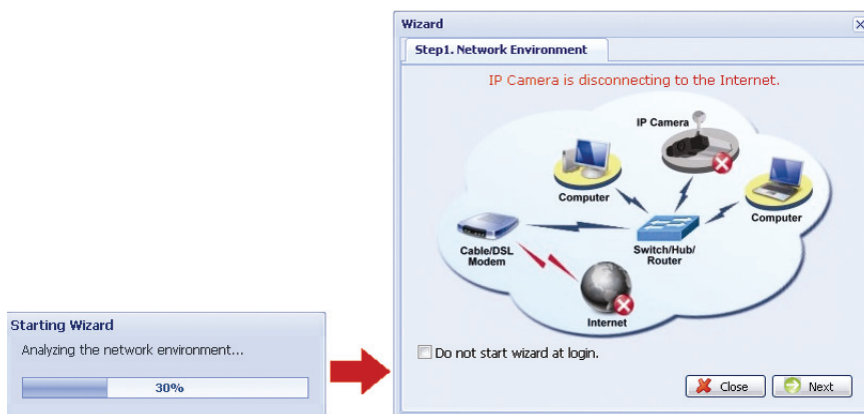 Starting Wizard
Analyzing the network environment...
30%
Wizard
Step1. Network Environment
IP Camera is disconnecting to the Internet.
IP Camera
Computer
Computer
Cable/DSL
Modem
Switch/Hub/
Router
Internet
Do not start wizard at login.
Close
Next